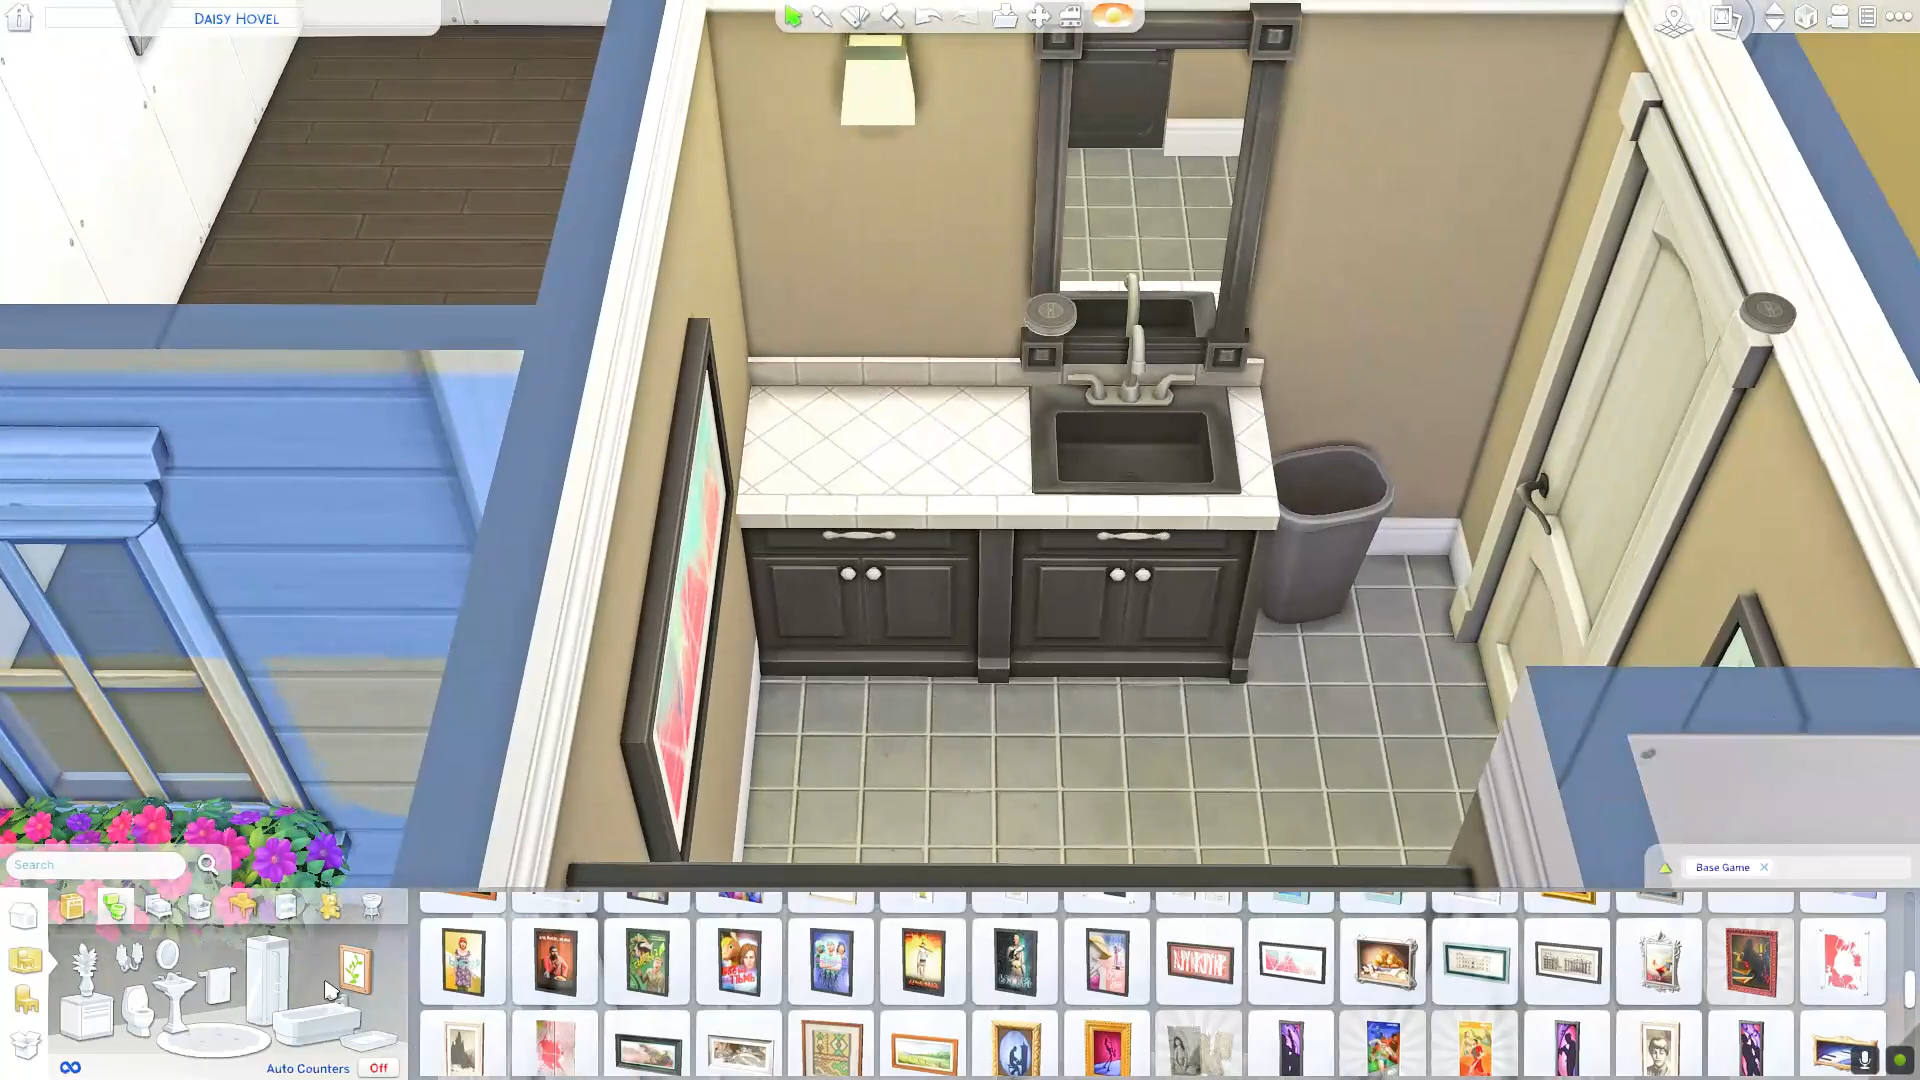 DAISY HOVEL
Search
Base Game
Auto Counters
Off